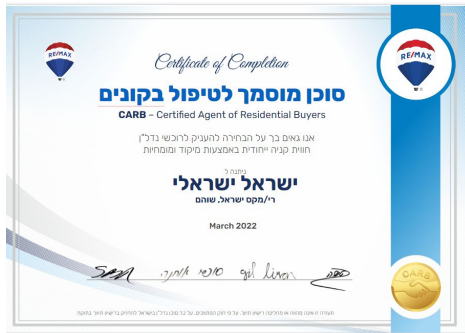 RE/MAX
RE/MAX
Certificate of Completion
סוכן מוסמך לטיפול בקונים
CARB – Certified Agent of Residential Buyers
אנו גאים בך על הבחירה להעניק לרוכשי נדל"ן
חווית קניה ייחודית באמצעות מיקוד ומומחיות
ניתנה ל
ישראל ישראלי
רי/מקס ישראל, שוהם
March 2022
CARB